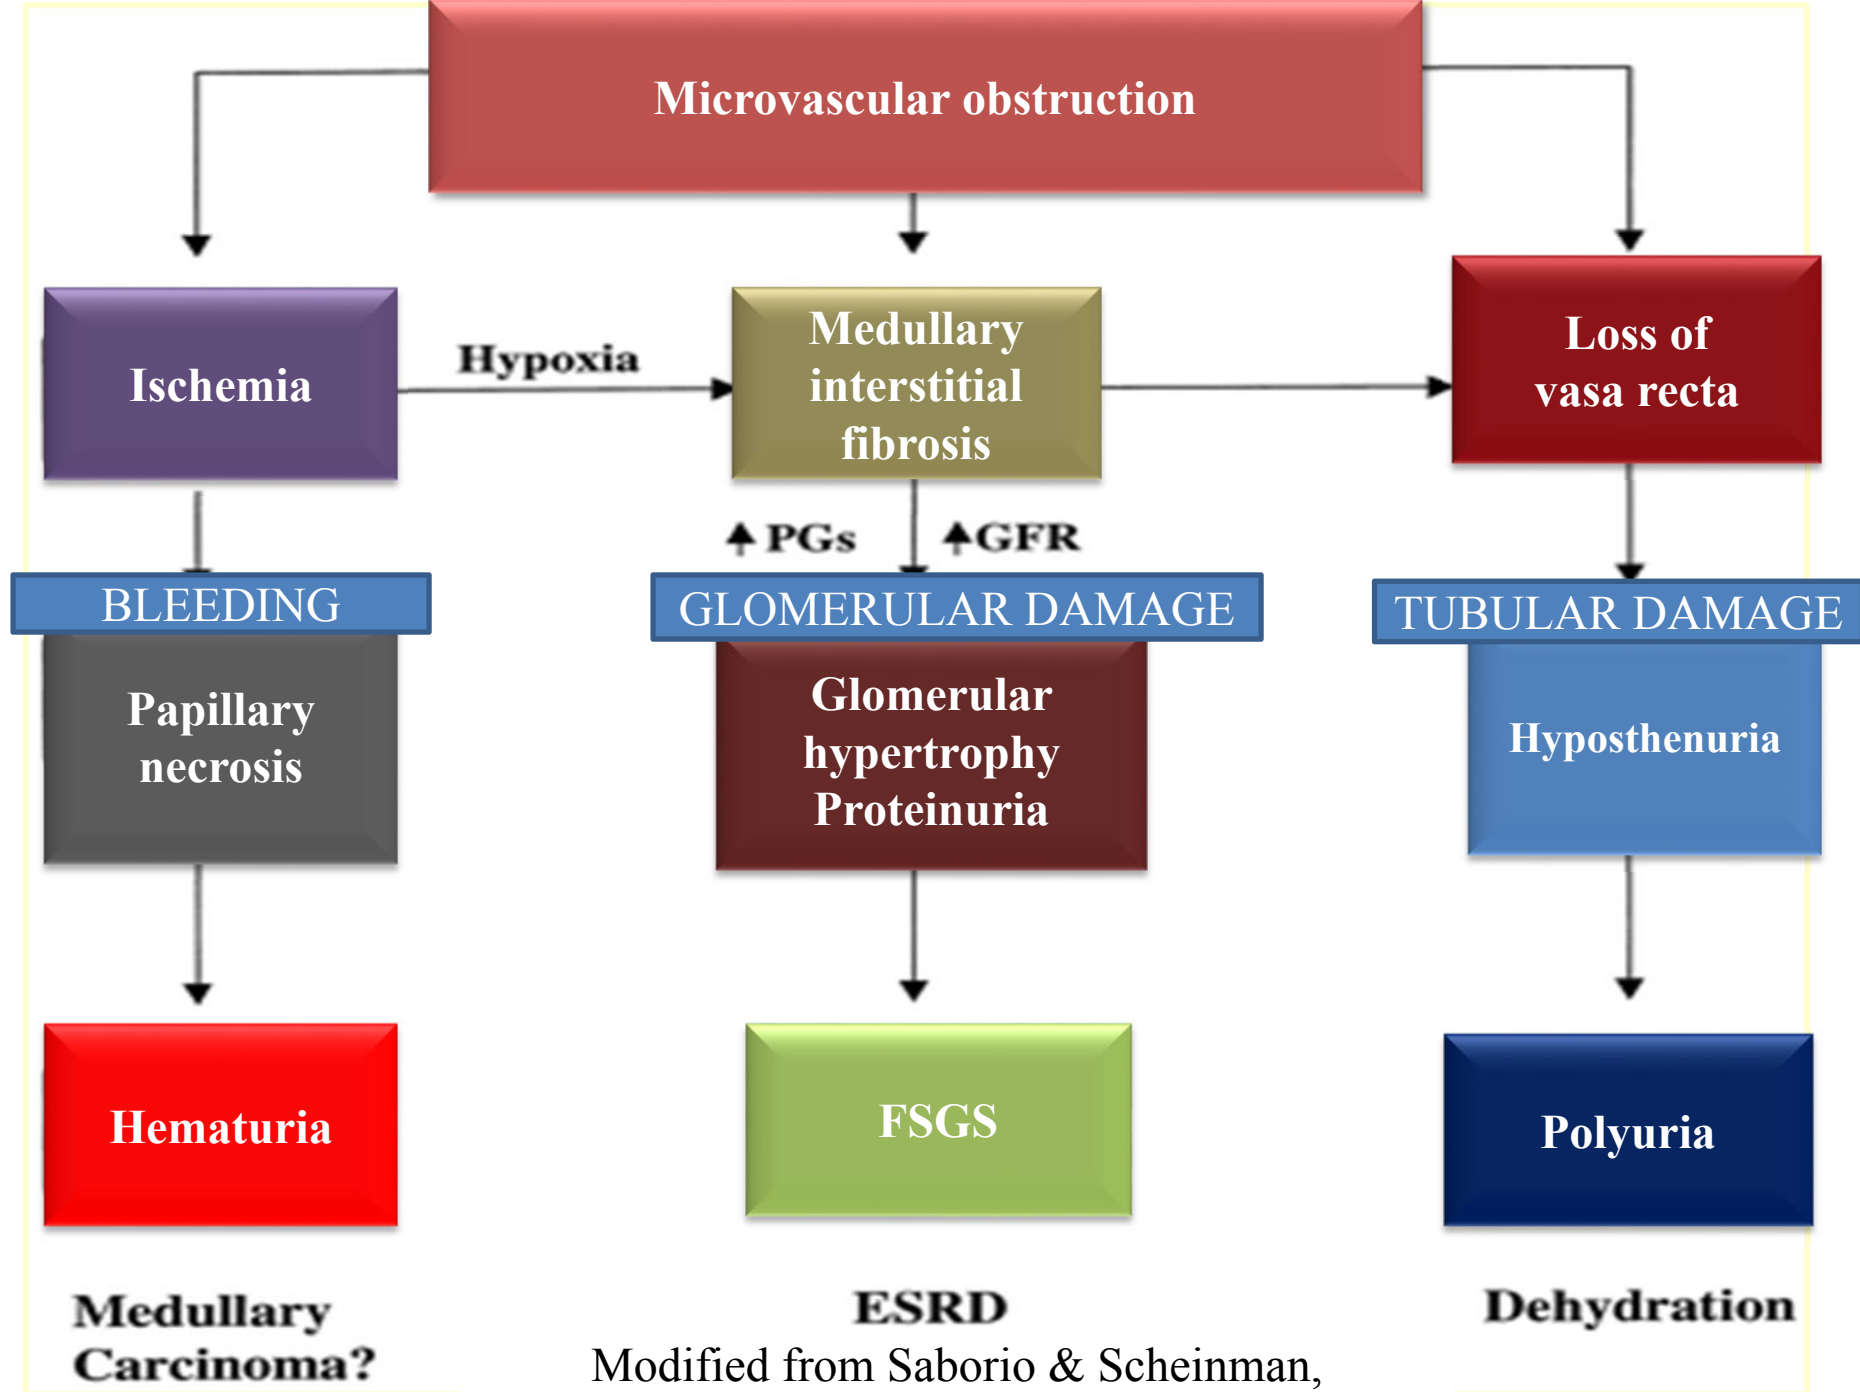 Microvascular obstruction
Ischemia
Hypoxia
Medullary
interstitial
fibrosis
Loss of
vasa recta
PGs
GFR
BLEEDING
GLOMERULAR DAMAGE
TUBULAR DAMAGE
Papillary
necrosis
Glomerular
hypertrophy
Proteinuria
Hyposthenuria
Hematuria
FSGS
Polyuria
Medullary
Carcinoma?
ESRD
Dehydration
Modified from Saborio & Scheinman,